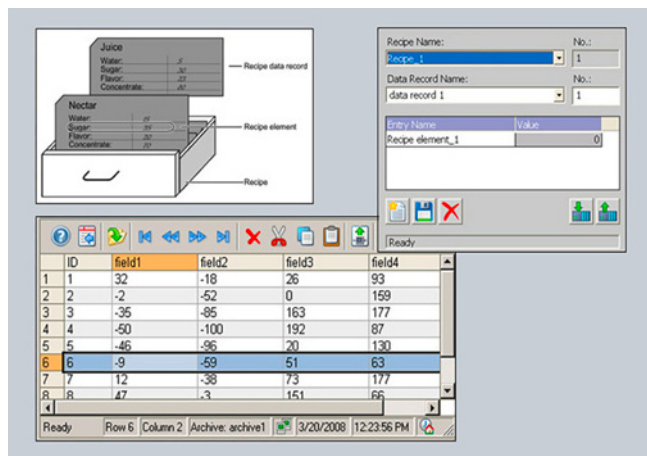 Juice
Water:
Sugar: 30
Flavor:
Concentrate:
Recipe data record
Nectar
Water:
Sugar: 35
Flavor: 30
Concentrate: 20
Recipe element
Recipe
Recipe Name: No.:
Recipe_1 1
Data Record Name: No.:
data record 1 1
Entry Name Value
Recipe element_1 0
Ready
ID field1 field2 field3 field4
1 1 32 -18 26 93
2 2 -2 -52 0 159
3 3 -35 -85 163 177
4 4 -50 -100 192 87
5 5 -46 -96 20 130
6 6 -9 -59 51 63
7 7 12 -38 73 177
8 8 47 -3 151 66
Ready Row 6 Column 2 Archive: archive1 3/20/2008 12:23:56 PM